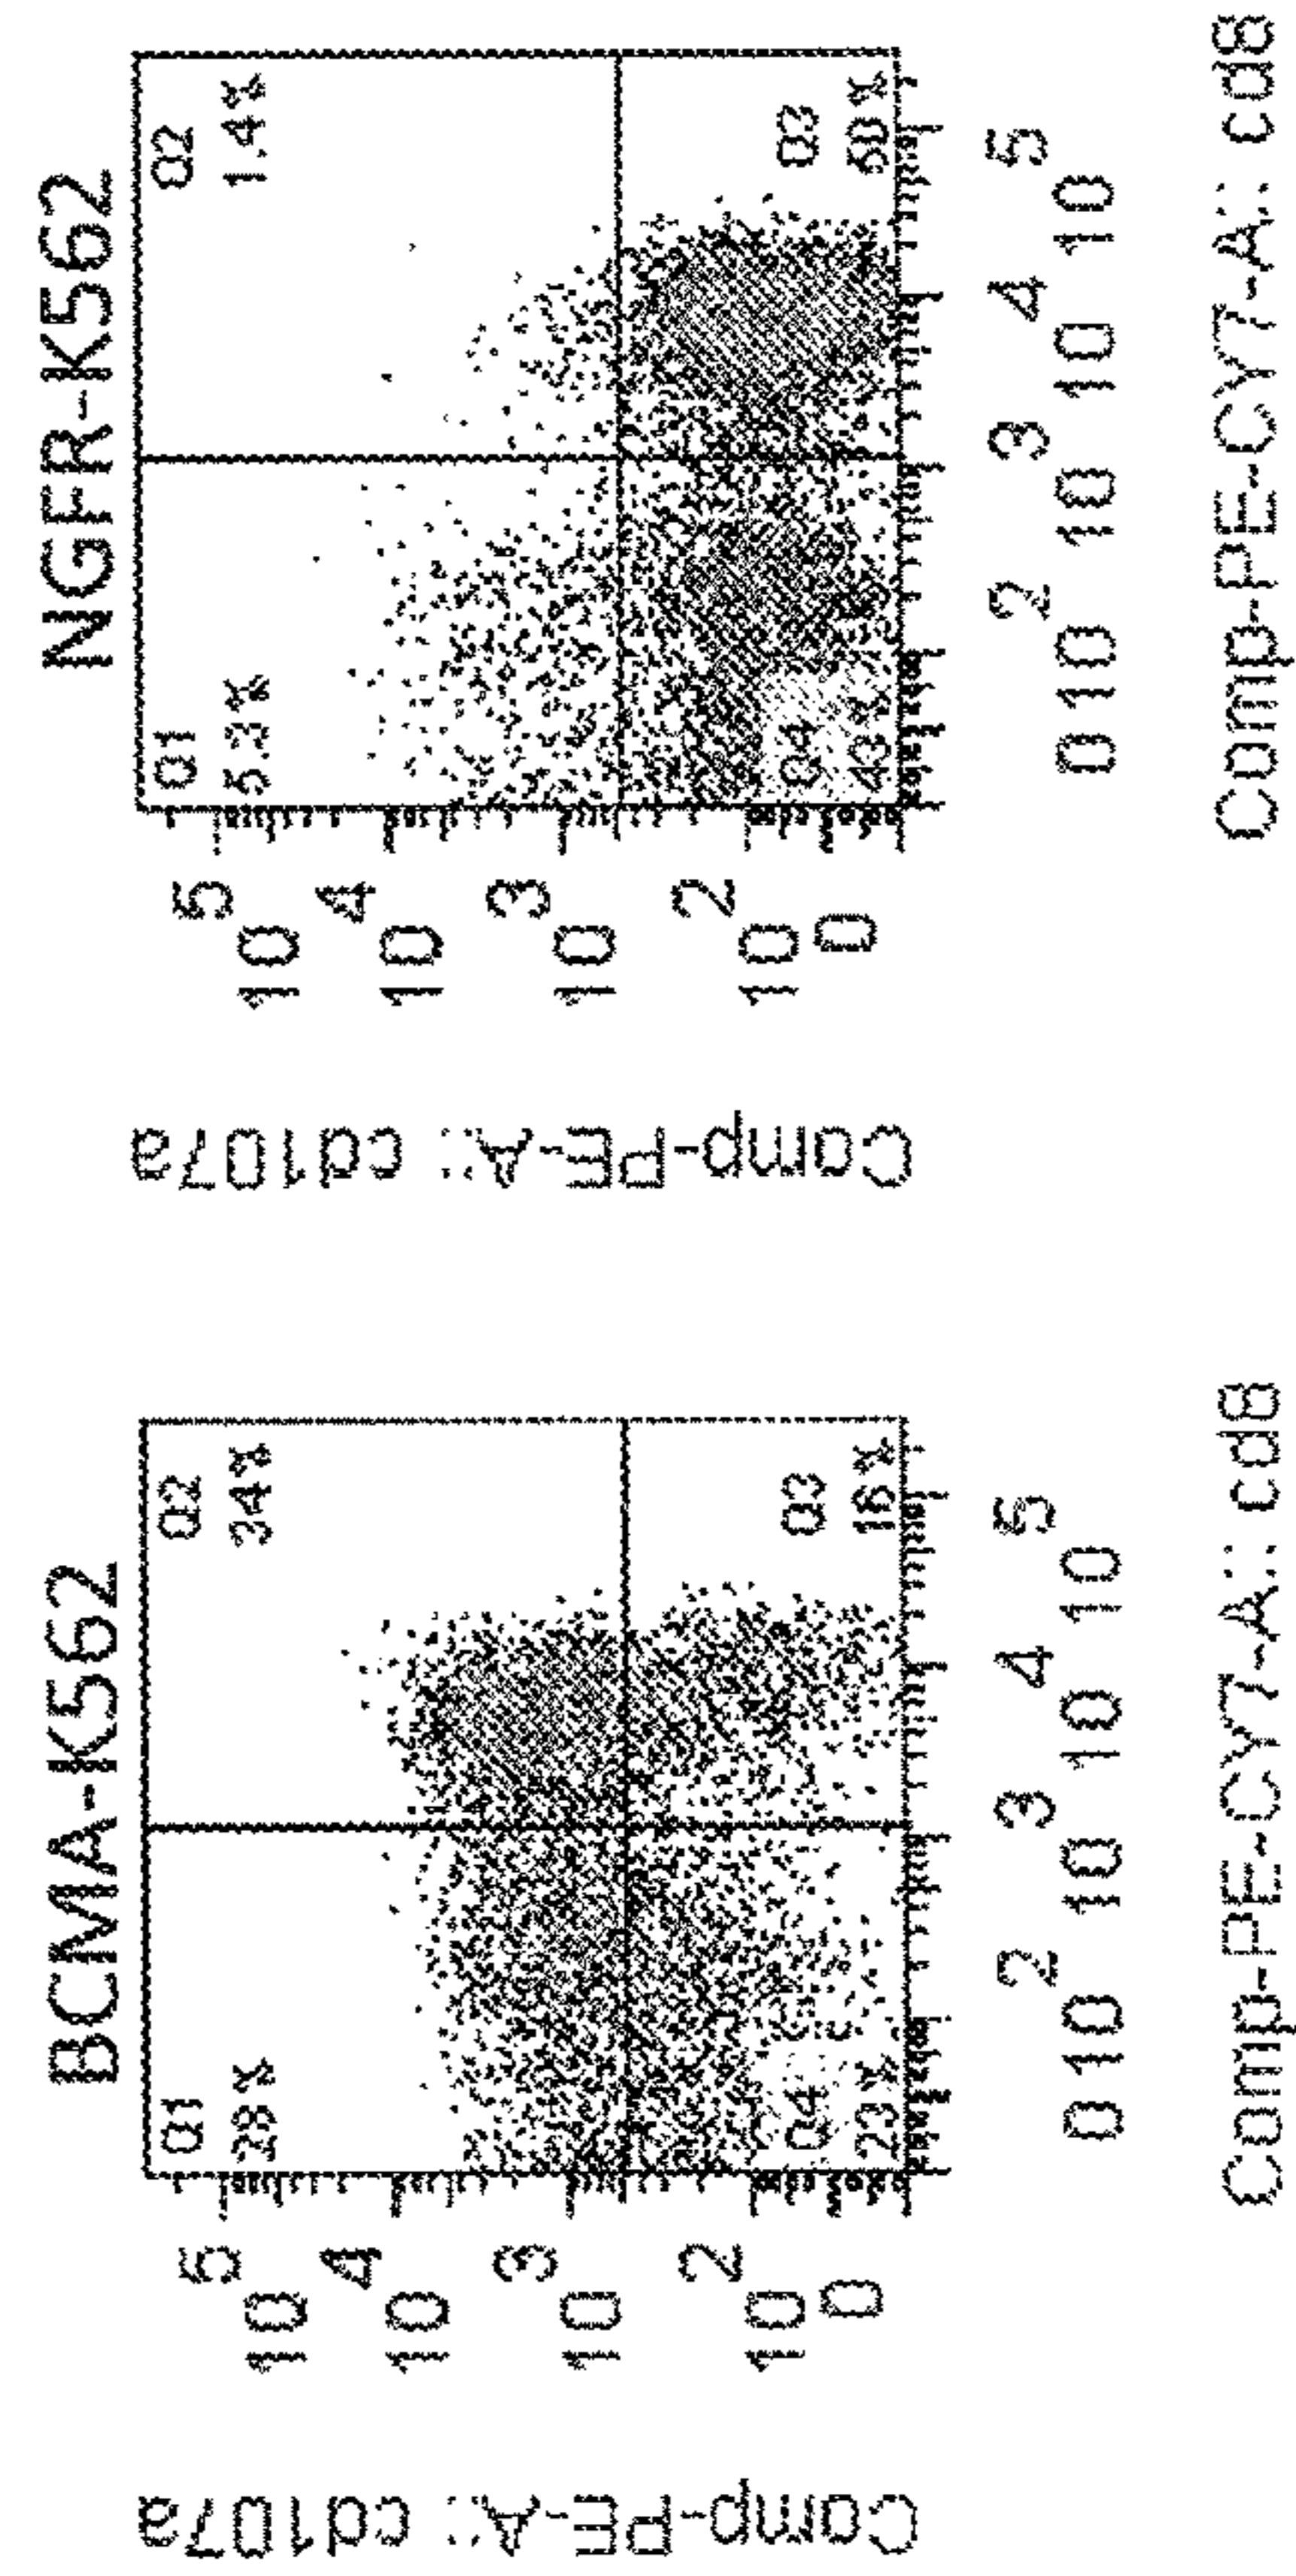 BCMA-K562
Comp-PE-A:: cd107a
10^5
10^4
10^3
10^2
0
Q1
28%
Q2
34%
Q4
23%
Q3
16%
0 10^2 10^3 10^4 10^5
Comp-PE-CY7-A:: cd8
NGFR-K562
Comp-PE-A:: cd107a
10^5
10^4
10^3
10^2
0
Q1
5.3%
Q2
1.4%
Q4
43%
Q3
50%
0 10^2 10^3 10^4 10^5
Comp-PE-CY7-A:: cd8